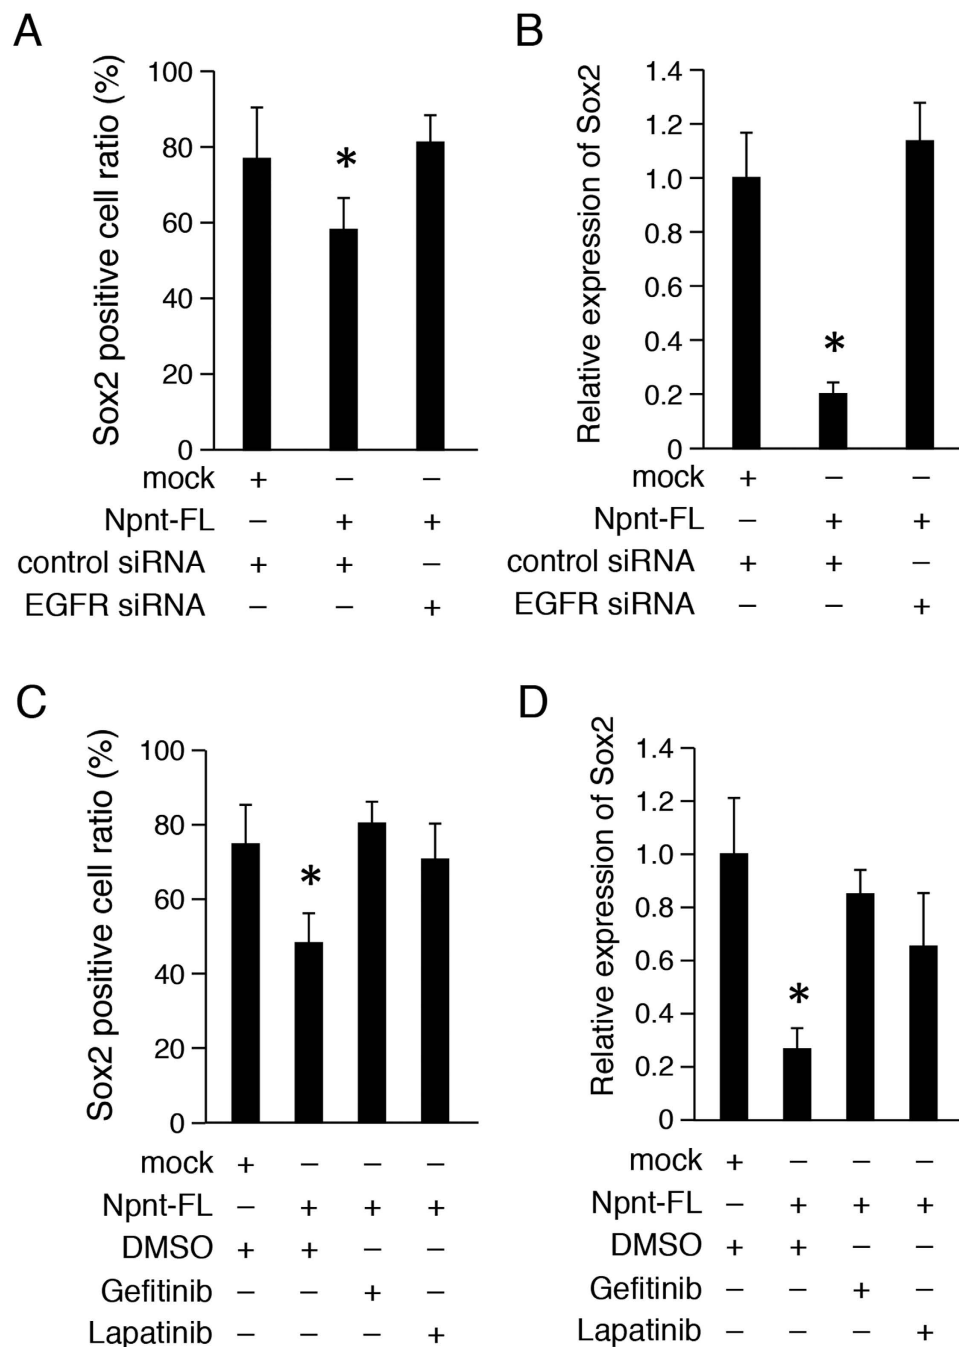 A
Sox2 positive cell ratio (%)
100
80
60
40
20
0
*
mock + – –
Npnt-FL – + +
control siRNA + + –
EGFR siRNA – – +
B
Relative expression of Sox2
1.4
1.2
1.0
0.8
0.6
0.4
0.2
0
*
mock + – –
Npnt-FL – + +
control siRNA + + –
EGFR siRNA – – +
C
Sox2 positive cell ratio (%)
100
80
60
40
20
0
*
mock + – – –
Npnt-FL – + + +
DMSO + + – –
Gefitinib – – + –
Lapatinib – – – +
D
Relative expression of Sox2
1.4
1.2
1.0
0.8
0.6
0.4
0.2
0
*
mock + – – –
Npnt-FL – + + +
DMSO + + – –
Gefitinib – – + –
Lapatinib – – – +